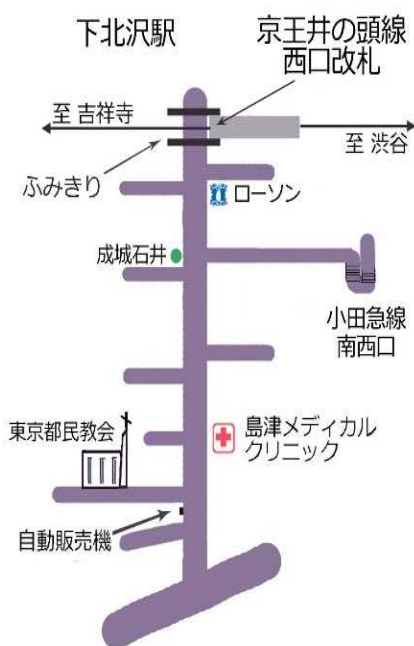 下北沢駅
京王井の頭線
西口改札
至 吉祥寺
至 渋谷
ふみきり
ローソン
成城石井
小田急線
南西口
東京都民教会
島津メディカル
クリニック
自動販売機